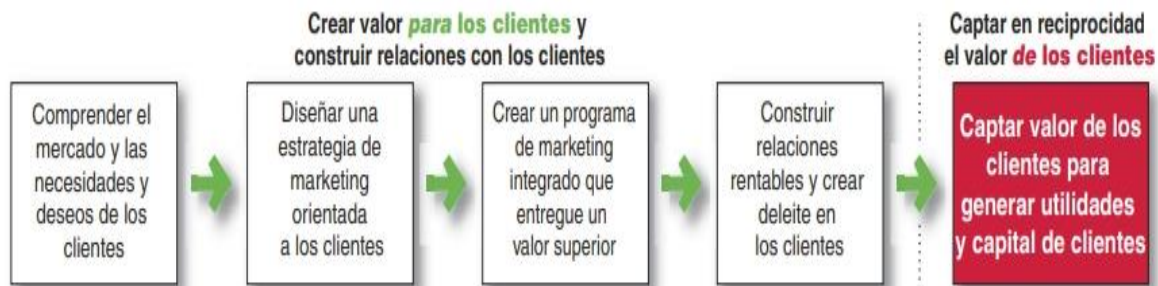 Crear valor para los clientes y
construir relaciones con los clientes
Captar en reciprocidad
el valor de los clientes
Comprender el
mercado y las
necesidades y
deseos de los
clientes
Diseñar una
estrategia de
marketing
orientada
a los clientes
Crear un programa
de marketing
integrado que
entregue un
valor superior
Construir
relaciones
rentables y crear
deleite en
los clientes
Captar valor de los
clientes para
generar utilidades
y capital de clientes